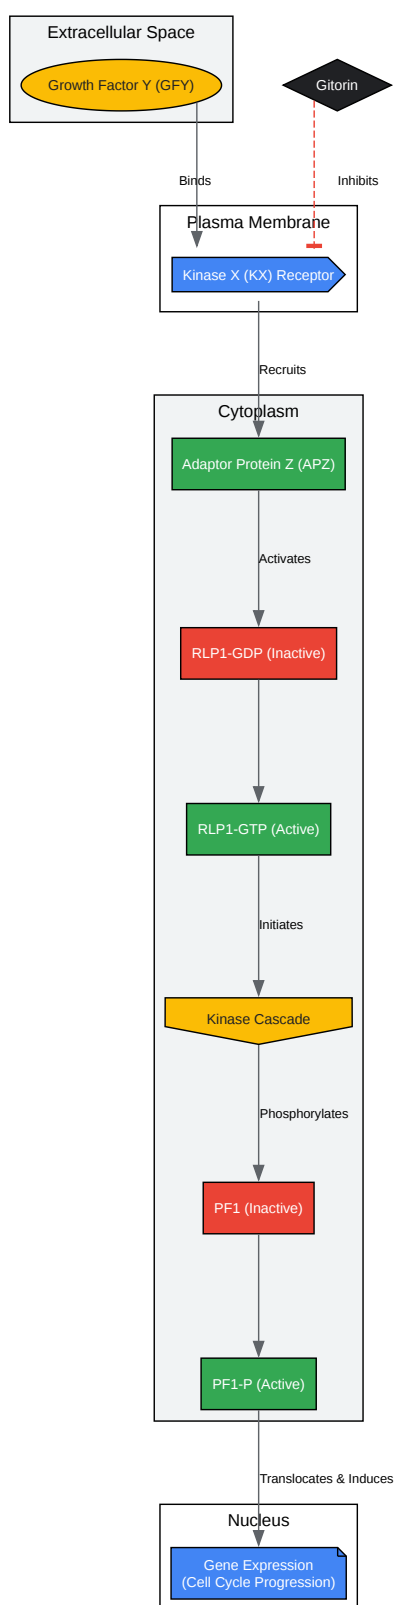 Extracellular Space
Growth Factor Y (GFY)
Gitorin
Binds
Inhibits
Plasma Membrane
Kinase X (KX) Receptor
Recruits
Cytoplasm
Adaptor Protein Z (APZ)
Activates
RLP1-GDP (Inactive)
RLP1-GTP (Active)
Initiates
Kinase Cascade
Phosphorylates
PF1 (Inactive)
PF1-P (Active)
Translocates & Induces
Nucleus
Gene Expression
(Cell Cycle Progression)